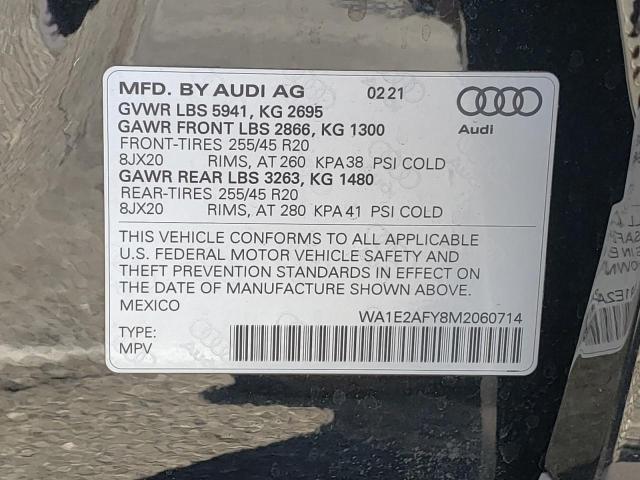 MFD. BY AUDI AG 0221
GVWR LBS 5941, KG 2695
GAWR FRONT LBS 2866, KG 1300
FRONT-TIRES 255/45 R20
8JX20 RIMS, AT 260 KPA 38 PSI COLD
GAWR REAR LBS 3263, KG 1480
REAR-TIRES 255/45 R20
8JX20 RIMS, AT 280 KPA 41 PSI COLD
Audi
THIS VEHICLE CONFORMS TO ALL APPLICABLE
U.S. FEDERAL MOTOR VEHICLE SAFETY AND
THEFT PREVENTION STANDARDS IN EFFECT ON
THE DATE OF MANUFACTURE SHOWN ABOVE.
MEXICO WA1E2AFY8M2060714
TYPE:
MPV